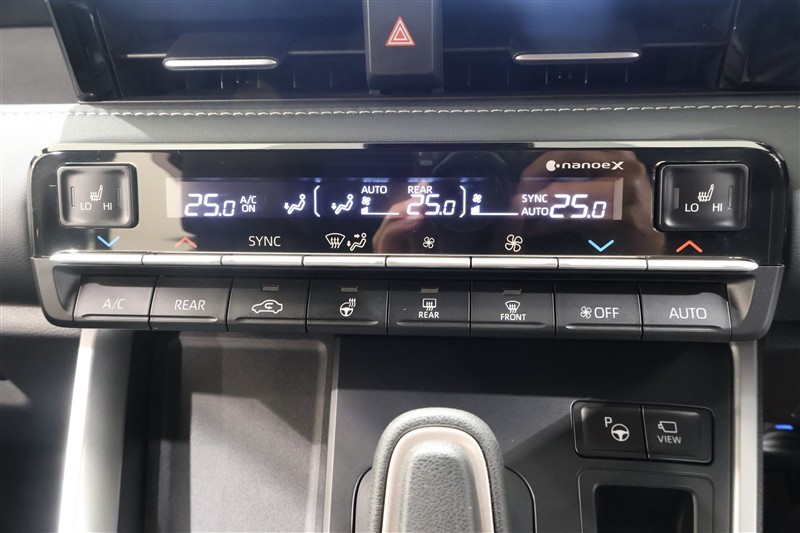 nanoeX
LO HI
25.0 A/C ON
AUTO REAR 25.0
SYNC AUTO 25.0
LO HI
SYNC
A/C
REAR
REAR
FRONT
OFF
AUTO
P
VIEW